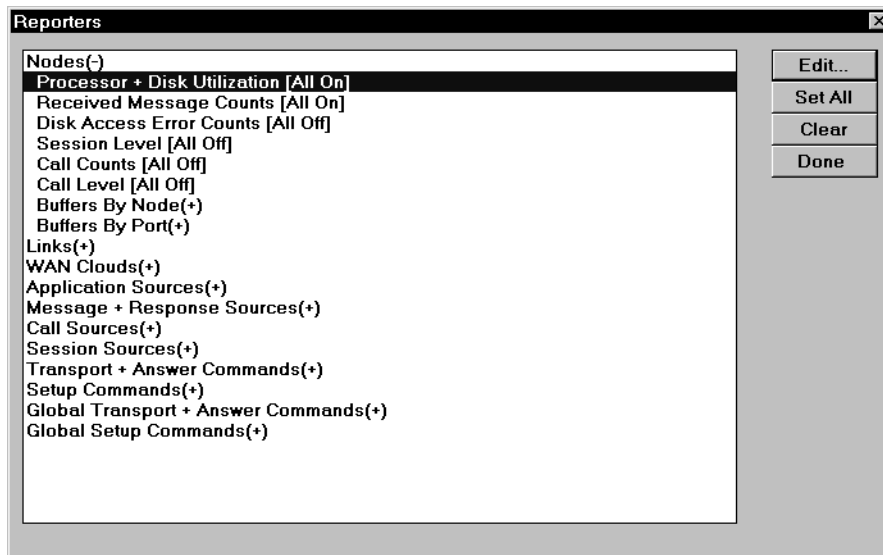 Reporters
Nodes(-)
Processor + Disk Utilization [All On]
Received Message Counts [All On]
Disk Access Error Counts [All Off]
Session Level [All Off]
Call Counts [All Off]
Call Level [All Off]
Buffers By Node(+)
Buffers By Port(+)
Links(+)
WAN Clouds(+)
Application Sources(+)
Message + Response Sources(+)
Call Sources(+)
Session Sources(+)
Transport + Answer Commands(+)
Setup Commands(+)
Global Transport + Answer Commands(+)
Global Setup Commands(+)
Edit...
Set All
Clear
Done